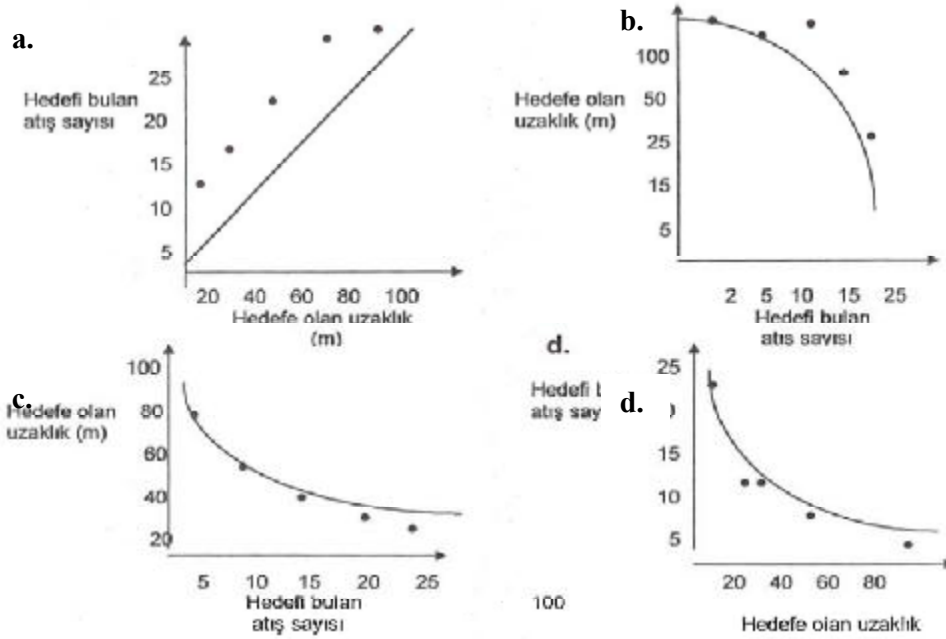 a.
Hedefi bulan
atış sayısı
25
20
15
10
5
20 40 60 80 100
Hedefe olan uzaklık
(m)
b.
Hedefe olan
uzaklık (m)
100
50
25
15
5
2 5 10 15 25
Hedefi bulan
atış sayısı
c.
Hedefe olan
uzaklık (m)
100
80
60
40
20
5 10 15 20 25
Hedefi bulan
atış sayısı
d.
Hedefi
atış
d.
25
15
10
5
20 40 60 80
100
Hedefe olan uzaklık